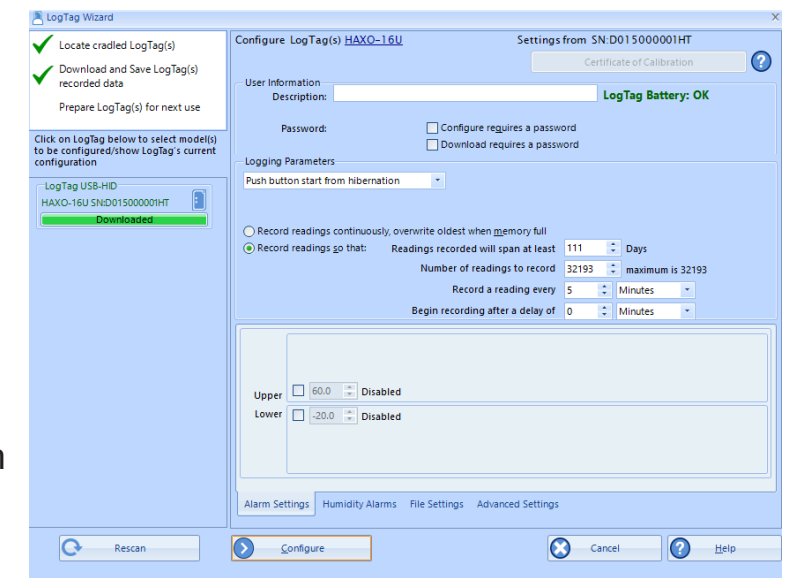 LogTag Wizard
X
Locate cradled LogTag(s)
Download and Save LogTag(s)
recorded data
Prepare LogTag(s) for next use
Click on LogTag below to select model(s)
to be configured/show LogTag's current
configuration
LogTag USB-HID
HAXO-16U SN:D015000001HT
Downloaded
Configure LogTag(s) HAXO-16U
Settings from SN:D015000001HT
Certificate of Calibration
?
User Information
Description:
LogTag Battery: OK
Password:
Configure requires a password
Download requires a password
Logging Parameters
Push button start from hibernation
Record readings continuously, overwrite oldest when memory full
Record readings so that: Readings recorded will span at least 111 Days
Number of readings to record 32193 maximum is 32193
Record a reading every 5 Minutes
Begin recording after a delay of 0 Minutes
Upper 60.0 Disabled
Lower -20.0 Disabled
Alarm Settings Humidity Alarms File Settings Advanced Settings
n
Rescan Configure Cancel ? Help